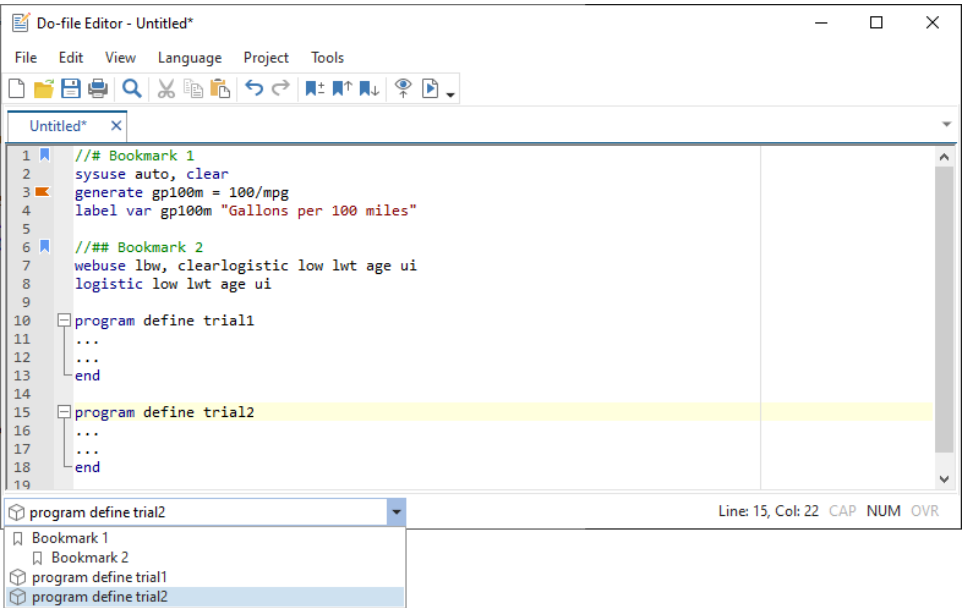 Do-file Editor - Untitled*
File Edit View Language Project Tools
Untitled*
1 //# Bookmark 1
2 sysuse auto, clear
3 generate gp100m = 100/mpg
4 label var gp100m "Gallons per 100 miles"
5
6 //## Bookmark 2
7 webuse lbw, clearlogistic low lwt age ui
8 logistic low lwt age ui
9
10 program define trial1
11 ...
12 ...
13 end
14
15 program define trial2
16 ...
17 ...
18 end
19
program define trial2 Line: 15, Col: 22 CAP NUM OVR
Bookmark 1
Bookmark 2
program define trial1
program define trial2